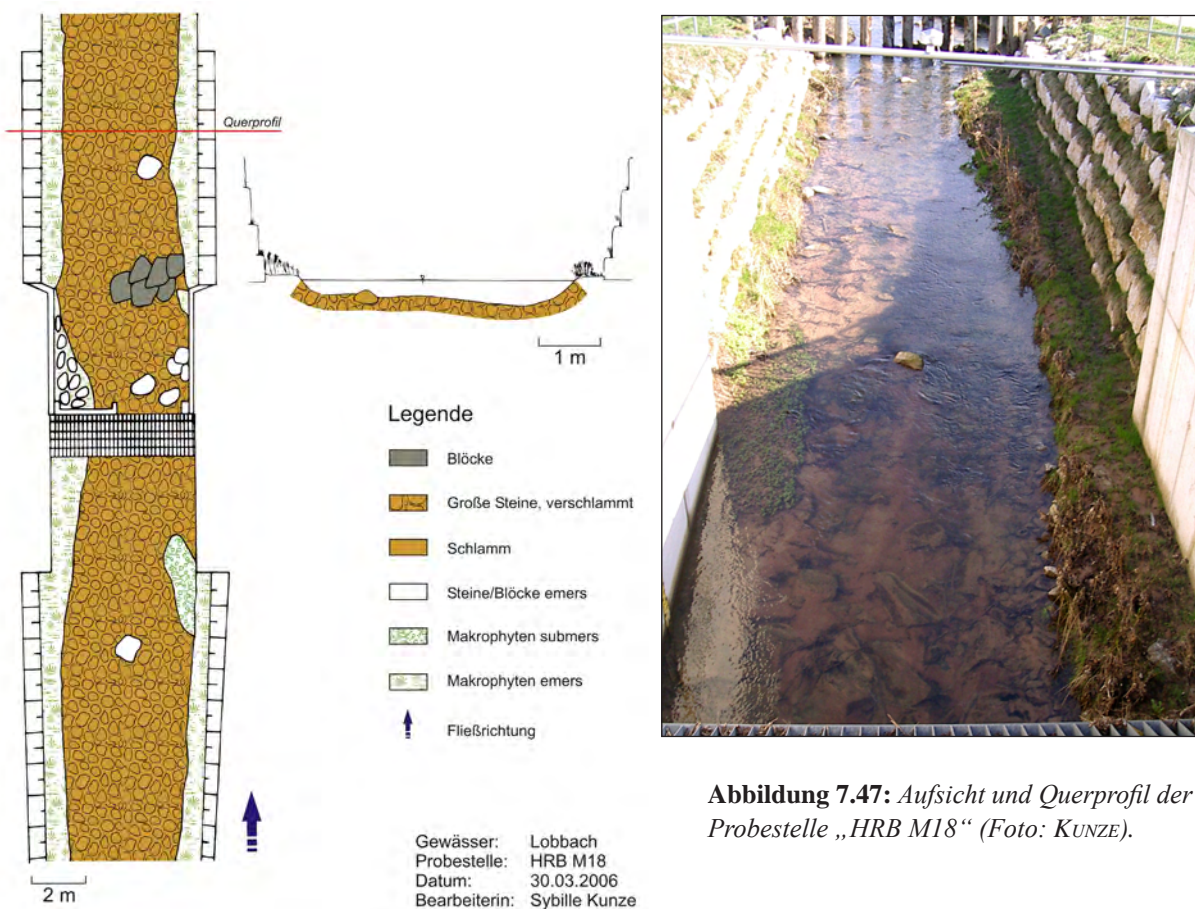 Querprofil
1 m
Legende
Blöcke
Große Steine, verschlammt
Schlamm
Steine/Blöcke emers
Makrophyten submers
Makrophyten emers
Fließrichtung
2 m
Gewässer: Lobbach
Probestelle: HRB M18
Datum: 30.03.2006
Bearbeiterin: Sybille Kunze
Abbildung 7.47: Aufsicht und Querprofil der
Probestelle „HRB M18“ (Foto: KUNZE).